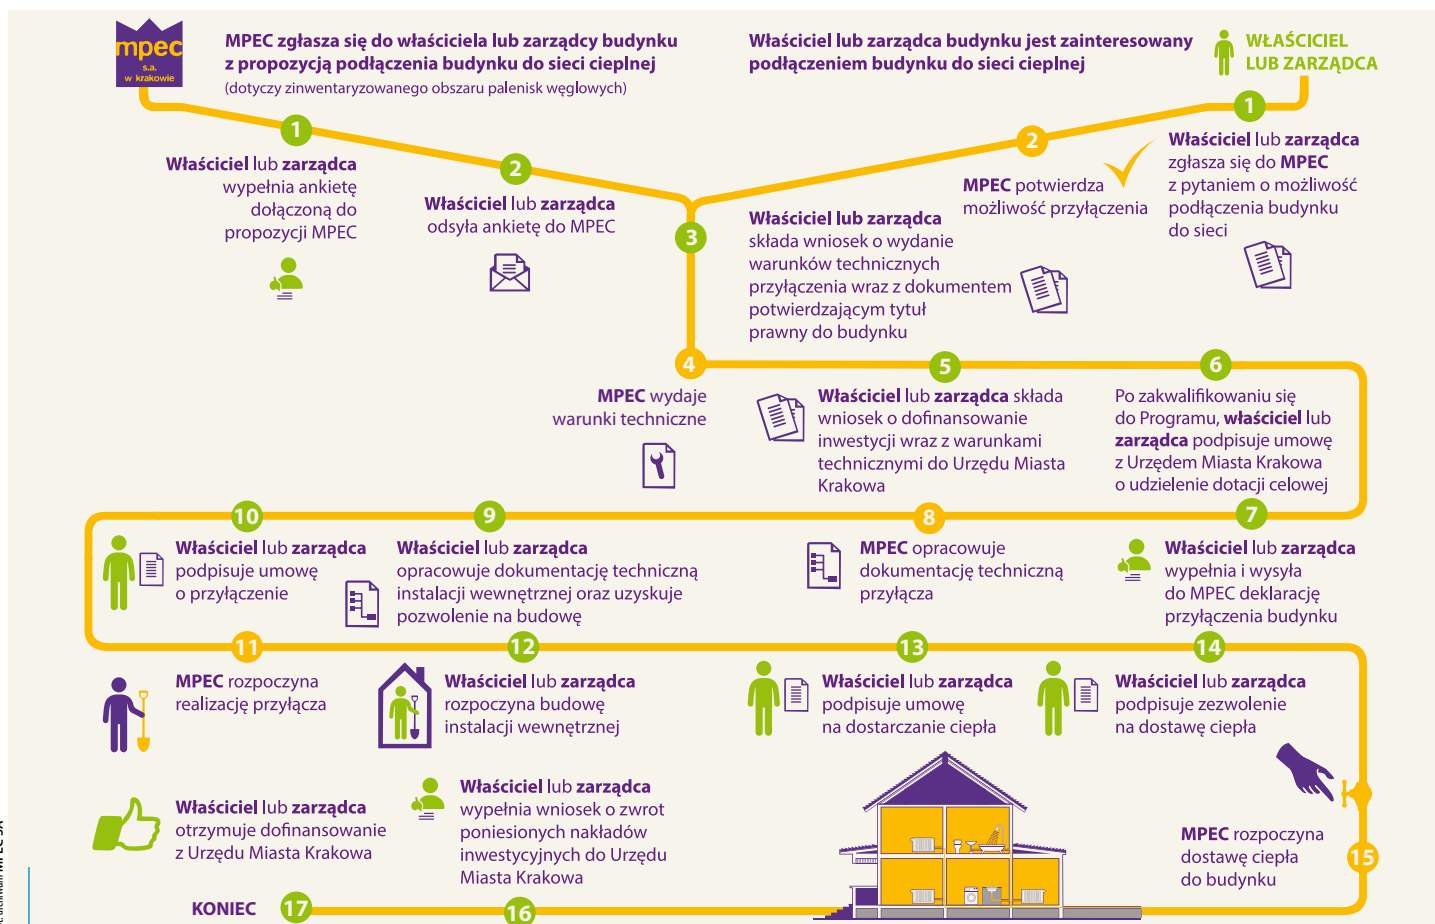 mpec
s.a.
w krakowie
MPEC zgłasza się do właściciela lub zarządcy budynku
z propozycją podłączenia budynku do sieci cieplnej
(dotyczy zinwentaryzowanego obszaru palenisk węglowych)
Właściciel lub zarządca budynku jest zainteresowany
podłączeniem budynku do sieci cieplnej
WŁAŚCICIEL
LUB ZARZĄDCA
1
Właściciel lub zarządca
wypełnia ankietę
dołączoną do
propozycji MPEC
2
Właściciel lub zarządca
odsyła ankietę do MPEC
1
Właściciel lub zarządca
zgłasza się do MPEC
z pytaniem o możliwość
podłączenia budynku
do sieci
2
MPEC potwierdza
możliwość przyłączenia
3
Właściciel lub zarządca
składa wniosek o wydanie
warunków technicznych
przyłączenia wraz z dokumentem
potwierdzającym tytuł
prawny do budynku
4
MPEC wydaje
warunki techniczne
5
Właściciel lub zarządca składa
wniosek o dofinansowanie
inwestycji wraz z warunkami
technicznymi do Urzędu Miasta
Krakowa
6
Po zakwalifikowaniu się
do Programu, właściciel lub
zarządca podpisuje umowę
z Urzędem Miasta Krakowa
o udzielenie dotacji celowej
7
Właściciel lub zarządca
wypełnia i wysyła
do MPEC deklarację
przyłączenia budynku
8
MPEC opracowuje
dokumentację techniczną
przyłącza
9
Właściciel lub zarządca
opracowuje dokumentację techniczną
instalacji wewnętrznej oraz uzyskuje
pozwolenie na budowę
10
Właściciel lub zarządca
podpisuje umowę
o przyłączenie
11
MPEC rozpoczyna
realizację przyłącza
12
Właściciel lub zarządca
rozpoczyna budowę
instalacji wewnętrznej
13
Właściciel lub zarządca
podpisuje umowę
na dostarczanie ciepła
14
Właściciel lub zarządca
podpisuje zezwolenie
na dostawę ciepła
15
MPEC rozpoczyna
dostawę ciepła
do budynku
Właściciel lub zarządca
wypełnia wniosek o zwrot
poniesionych nakładów
inwestycyjnych do Urzędu
Miasta Krakowa
16
Właściciel lub zarządca
otrzymuje dofinansowanie
z Urzędu Miasta Krakowa
KONIEC 17
archiwum MPEC SA